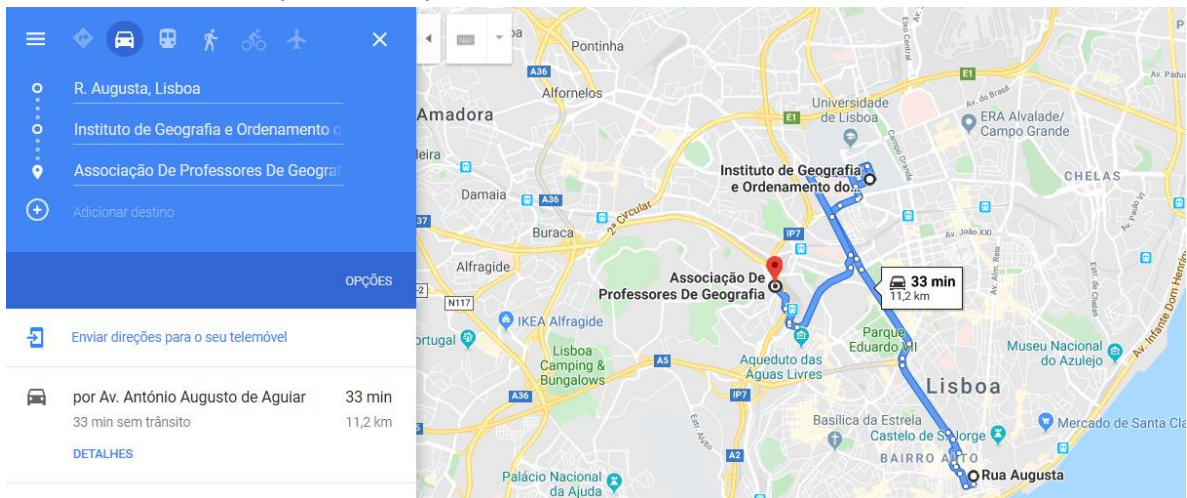 R. Augusta, Lisboa
Instituto de Geografia e Ordenamento d
Associação De Professores De Geograf
Adicionar destino
OPÇÕES
Enviar direções para o seu telemóvel
por Av. António Augusto de Aguiar
33 min
33 min sem trânsito
11,2 km
DETALHES
Pontinha
A36
Alfornelos
E1
Av. do Brasil
Amadora
Universidade
de Lisboa
E1
ERA Alvalade/
Campo Grande
Campo Grande
Instituto de Geografia
e Ordenamento do...
CHELAS
Damaia
A36
2ª Circular
37
Buraca
IP7
Av. João XXI
Alfragide
Associação De
Professores De Geografia
33 min
11,2 km
N117
IKEA Alfragide
Lisboa
Camping &
Bungalows
Parque
Eduardo VII
Museu Nacional
do Azulejo
A5
Aqueduto das
Águas Livres
Av. Infante Dom Henriq
Lisboa
A36
IP7
Basílica da Estrela
Mercado de Santa Cla
Castelo de S. Jorge
BAIRRO ALTO
A2
Rua Augusta
Palácio Nacional
da Ajuda